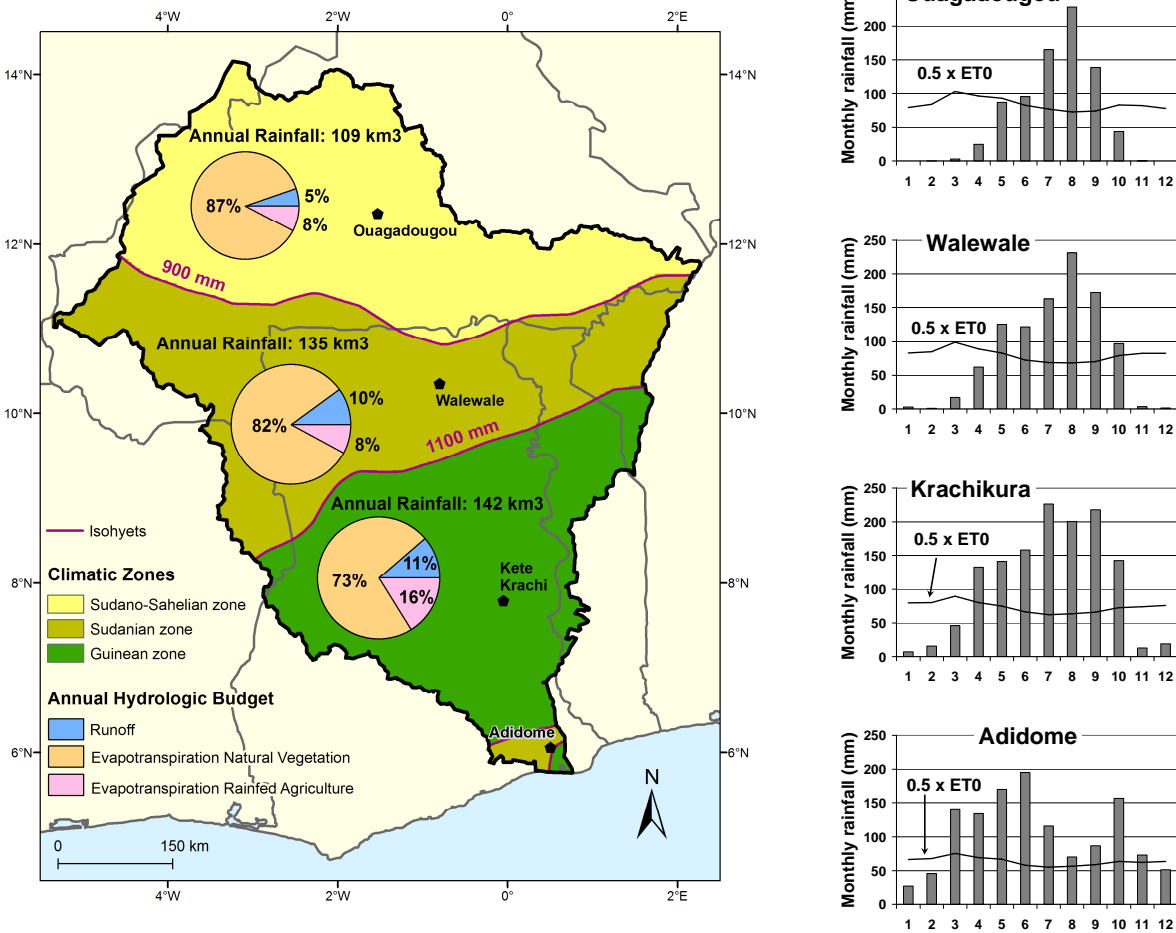 4°W 2°W 0° 2°E
14°N 14°N
12°N 12°N
10°N 10°N
8°N 8°N
6°N 6°N
4°W 2°W 0° 2°E
Annual Rainfall: 109 km3
87%
5%
8%
Ouagadougou
900 mm
Annual Rainfall: 135 km3
82%
10%
8%
Walewale
1100 mm
Annual Rainfall: 142 km3
73%
11%
16%
Kete
Krachi
Adidome
N
Isohyets
Climatic Zones
Sudano-Sahelian zone
Sudanian zone
Guinean zone
Annual Hydrologic Budget
Runoff
Evapotranspiration Natural Vegetation
Evapotranspiration Rainfed Agriculture
0 150 km
Ouagadougou
Monthly rainfall (mm)
200
150
100
50
0
0.5 x ET0
1 2 3 4 5 6 7 8 9 10 11 12
Walewale
Monthly rainfall (mm)
250
200
150
100
50
0
0.5 x ET0
1 2 3 4 5 6 7 8 9 10 11 12
Krachikura
Monthly rainfall (mm)
250
200
150
100
50
0
0.5 x ET0
1 2 3 4 5 6 7 8 9 10 11 12
Adidome
Monthly rainfall (mm)
250
200
150
100
50
0
0.5 x ET0
1 2 3 4 5 6 7 8 9 10 11 12